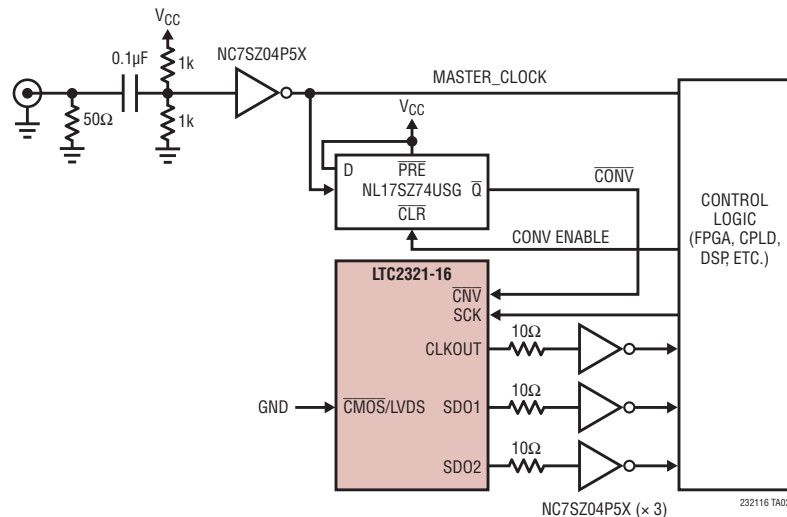 VCC
0.1µF
1k
NC7SZ04P5X
MASTER_CLOCK
50Ω
1k
VCC
D
PRE
NL17SZ74USG
Q
CONV
CLR
CONV ENABLE
CONTROL
LOGIC
(FPGA, CPLD,
DSP, ETC.)
LTC2321-16
CNV
SCK
CLKOUT
10Ω
GND
CMOS/LVDS
SDO1
10Ω
SDO2
10Ω
NC7SZ04P5X (× 3)
232116 TA02